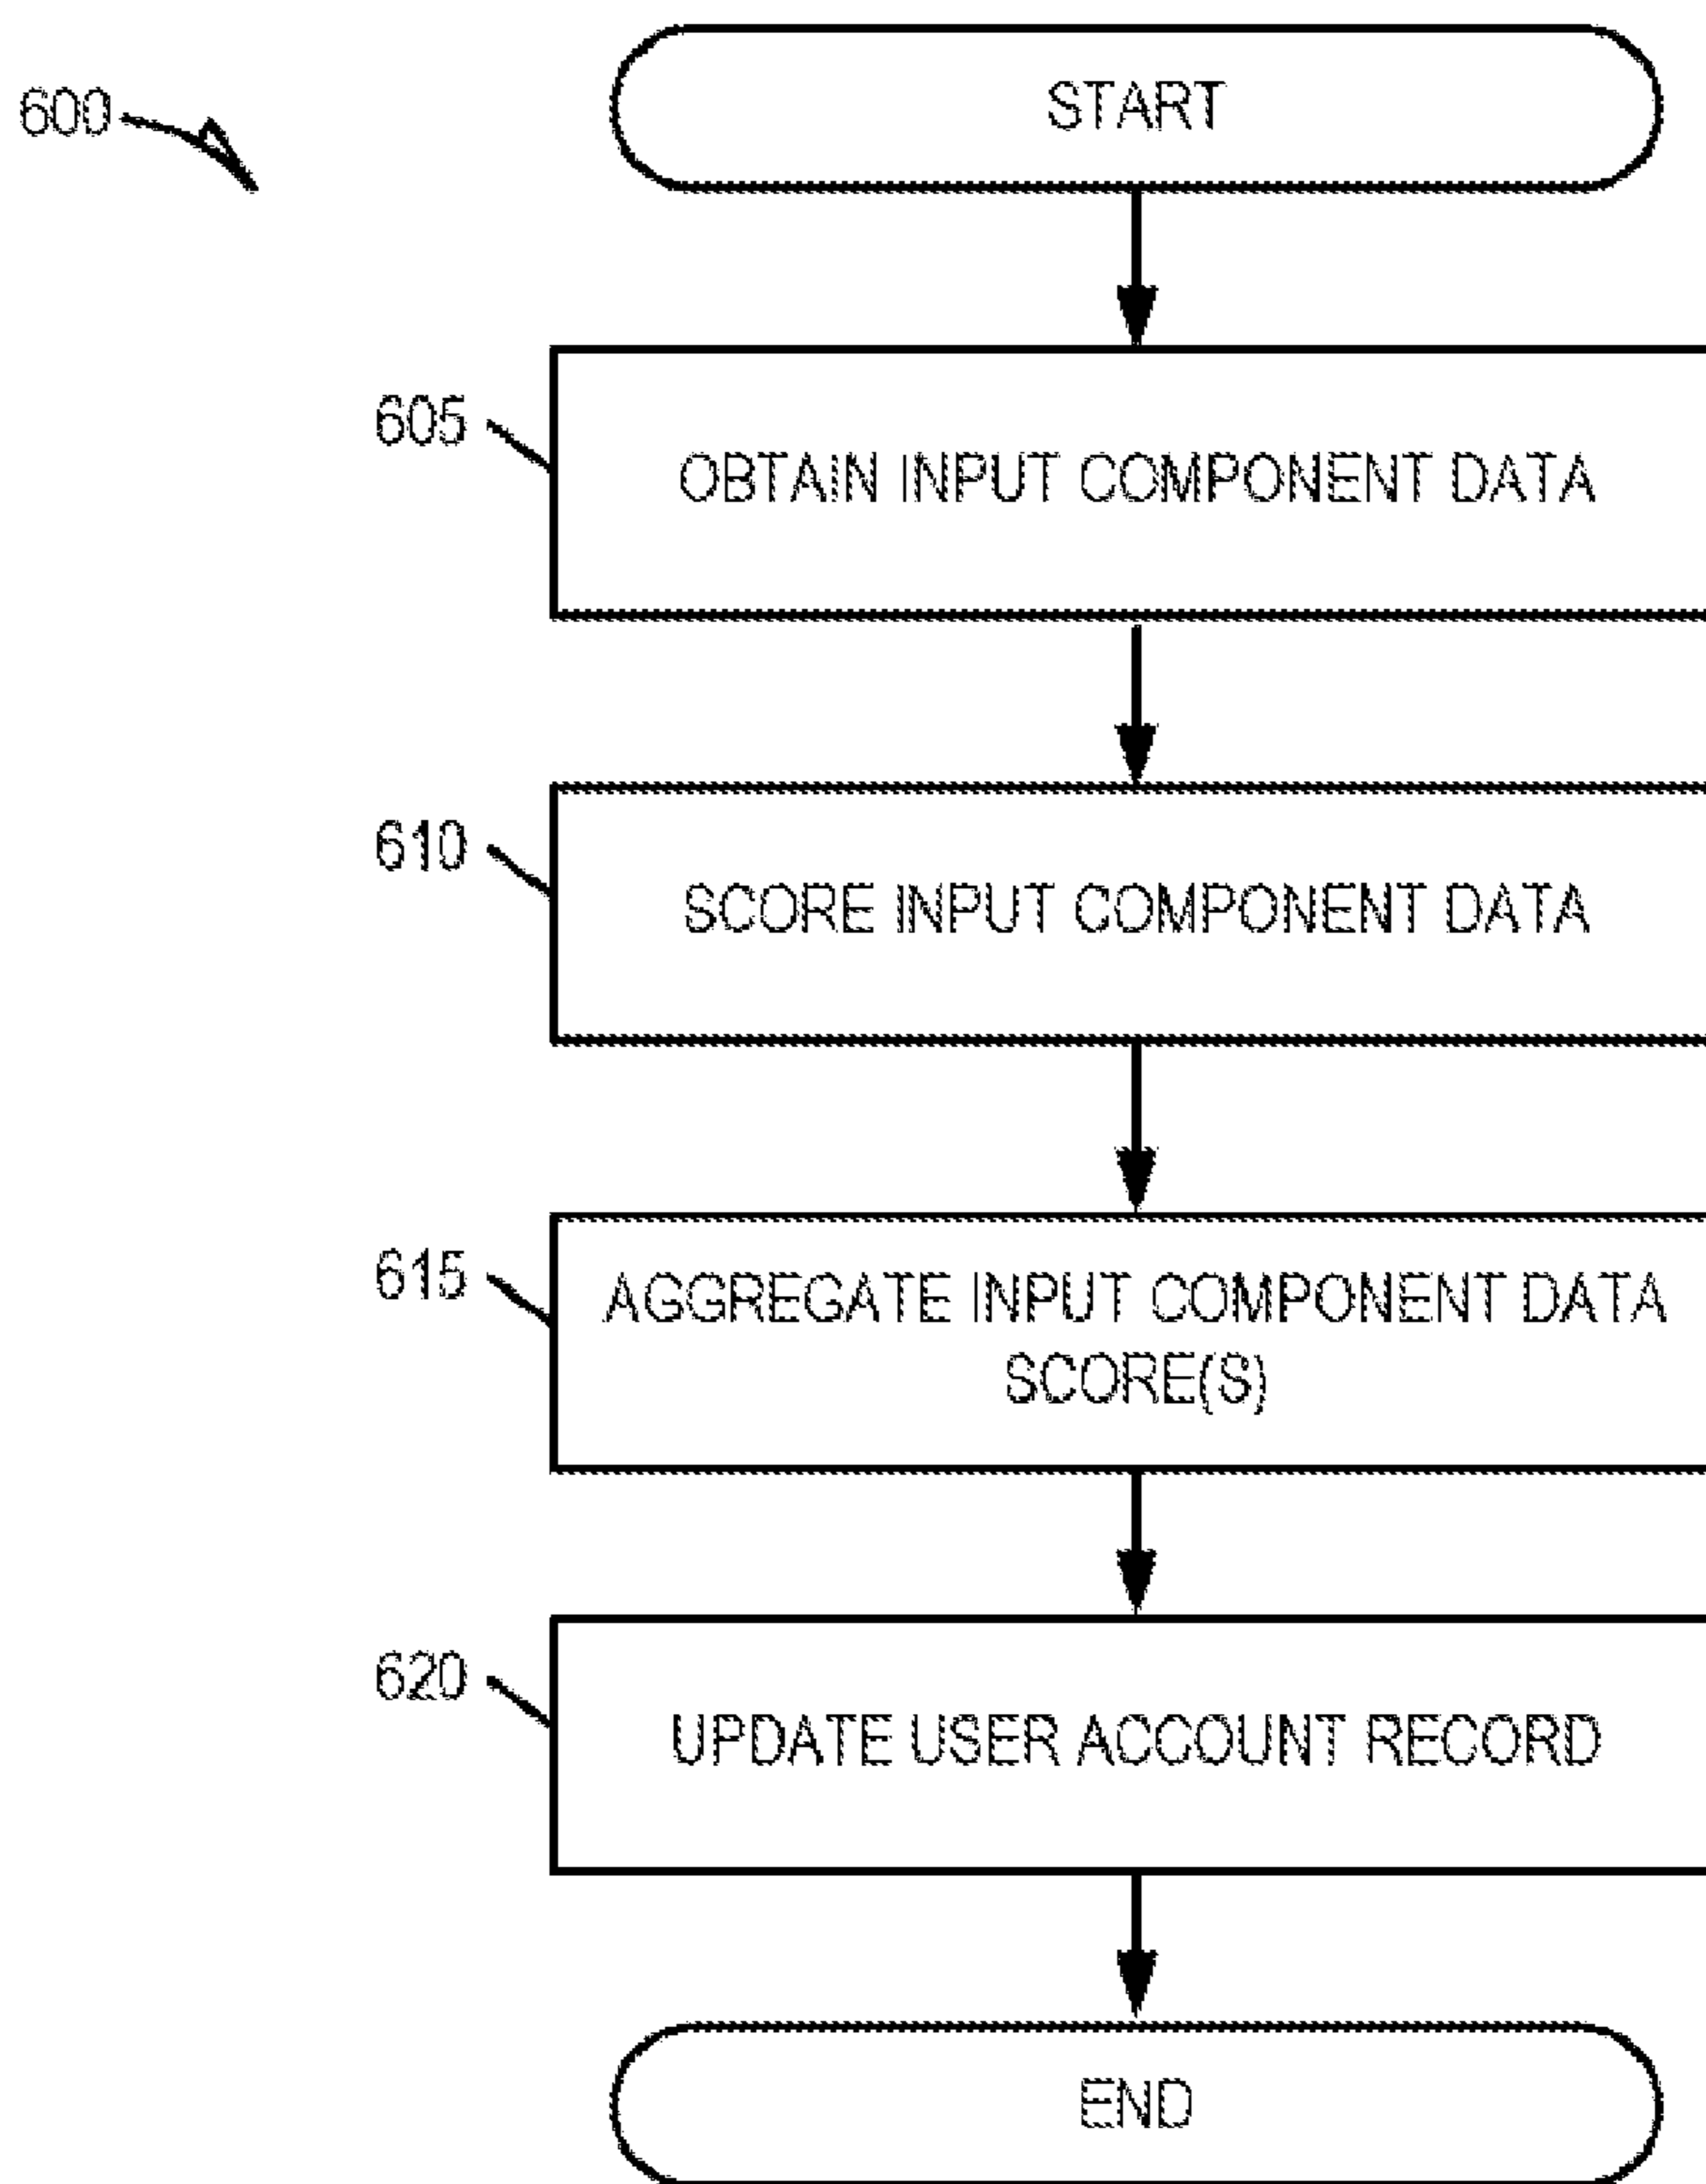 600
START
605
OBTAIN INPUT COMPONENT DATA
610
SCORE INPUT COMPONENT DATA
615
AGGREGATE INPUT COMPONENT DATA
SCORE(S)
620
UPDATE USER ACCOUNT RECORD
END